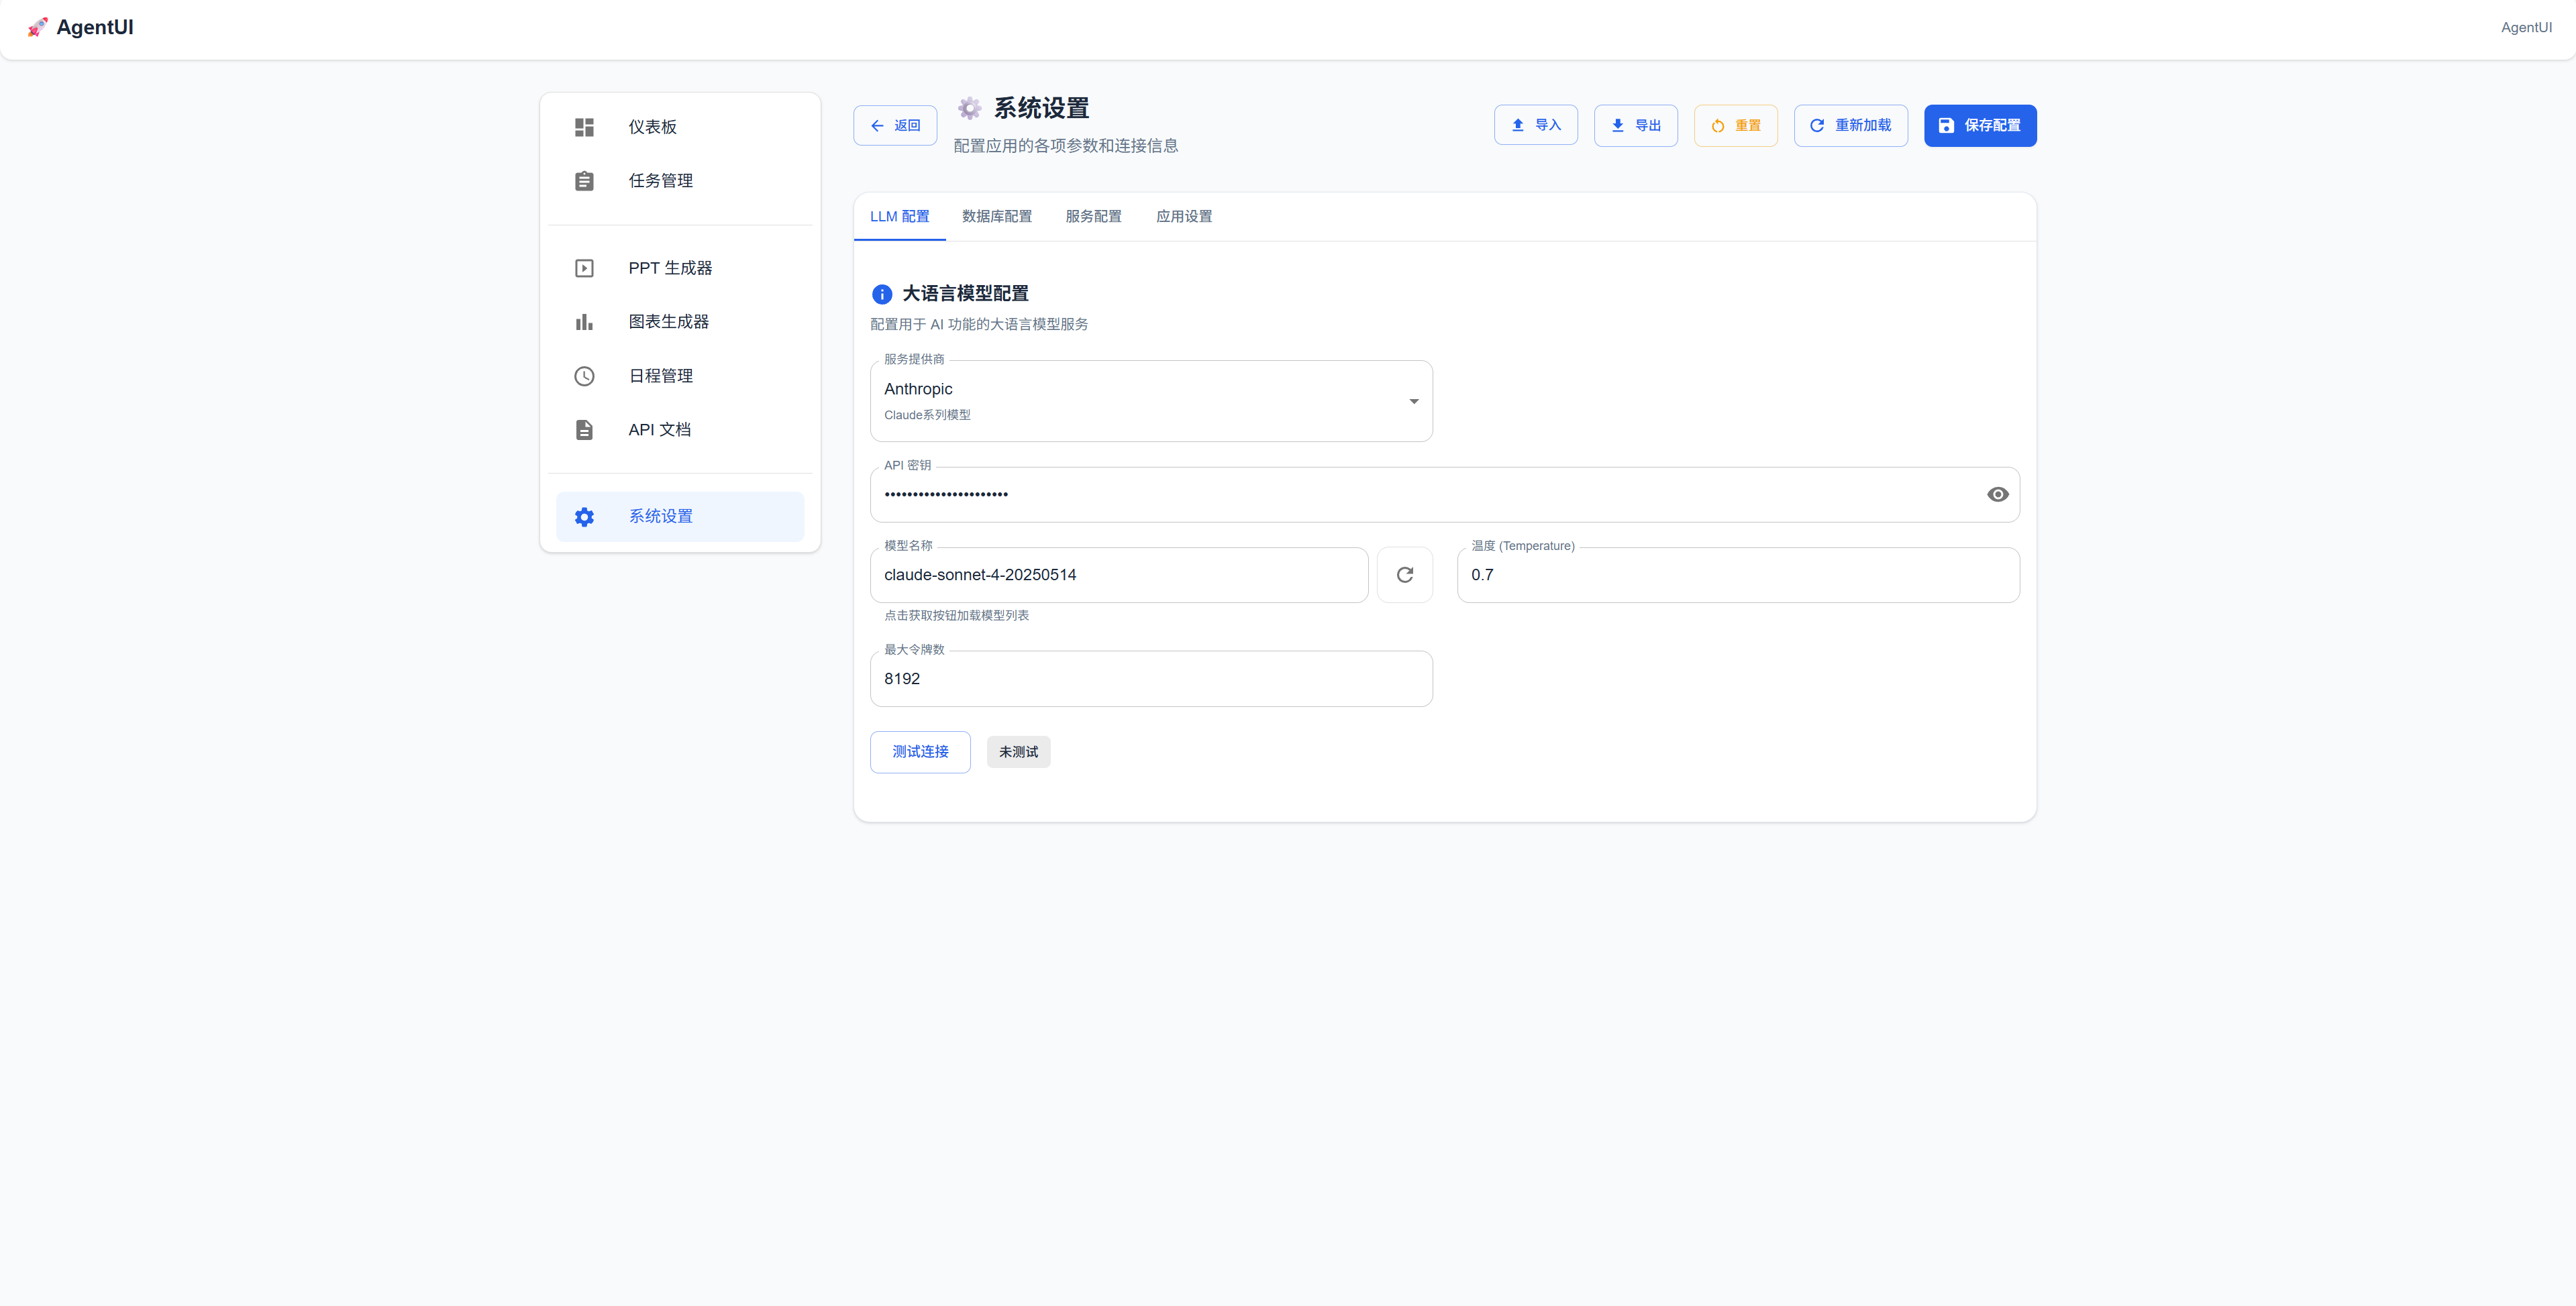 AgentUI
AgentUI
仪表板
任务管理
PPT 生成器
图表生成器
日程管理
API 文档
系统设置
返回
系统设置
配置应用的各项参数和连接信息
导入
导出
重置
重新加载
保存配置
LLM 配置
数据库配置
服务配置
应用设置
大语言模型配置
配置用于 AI 功能的大语言模型服务
服务提供商
Anthropic
Claude系列模型
API 密钥
••••••••••••••••••••••
模型名称
claude-sonnet-4-20250514
点击获取按钮加载模型列表
温度 (Temperature)
0.7
最大令牌数
8192
测试连接
未测试